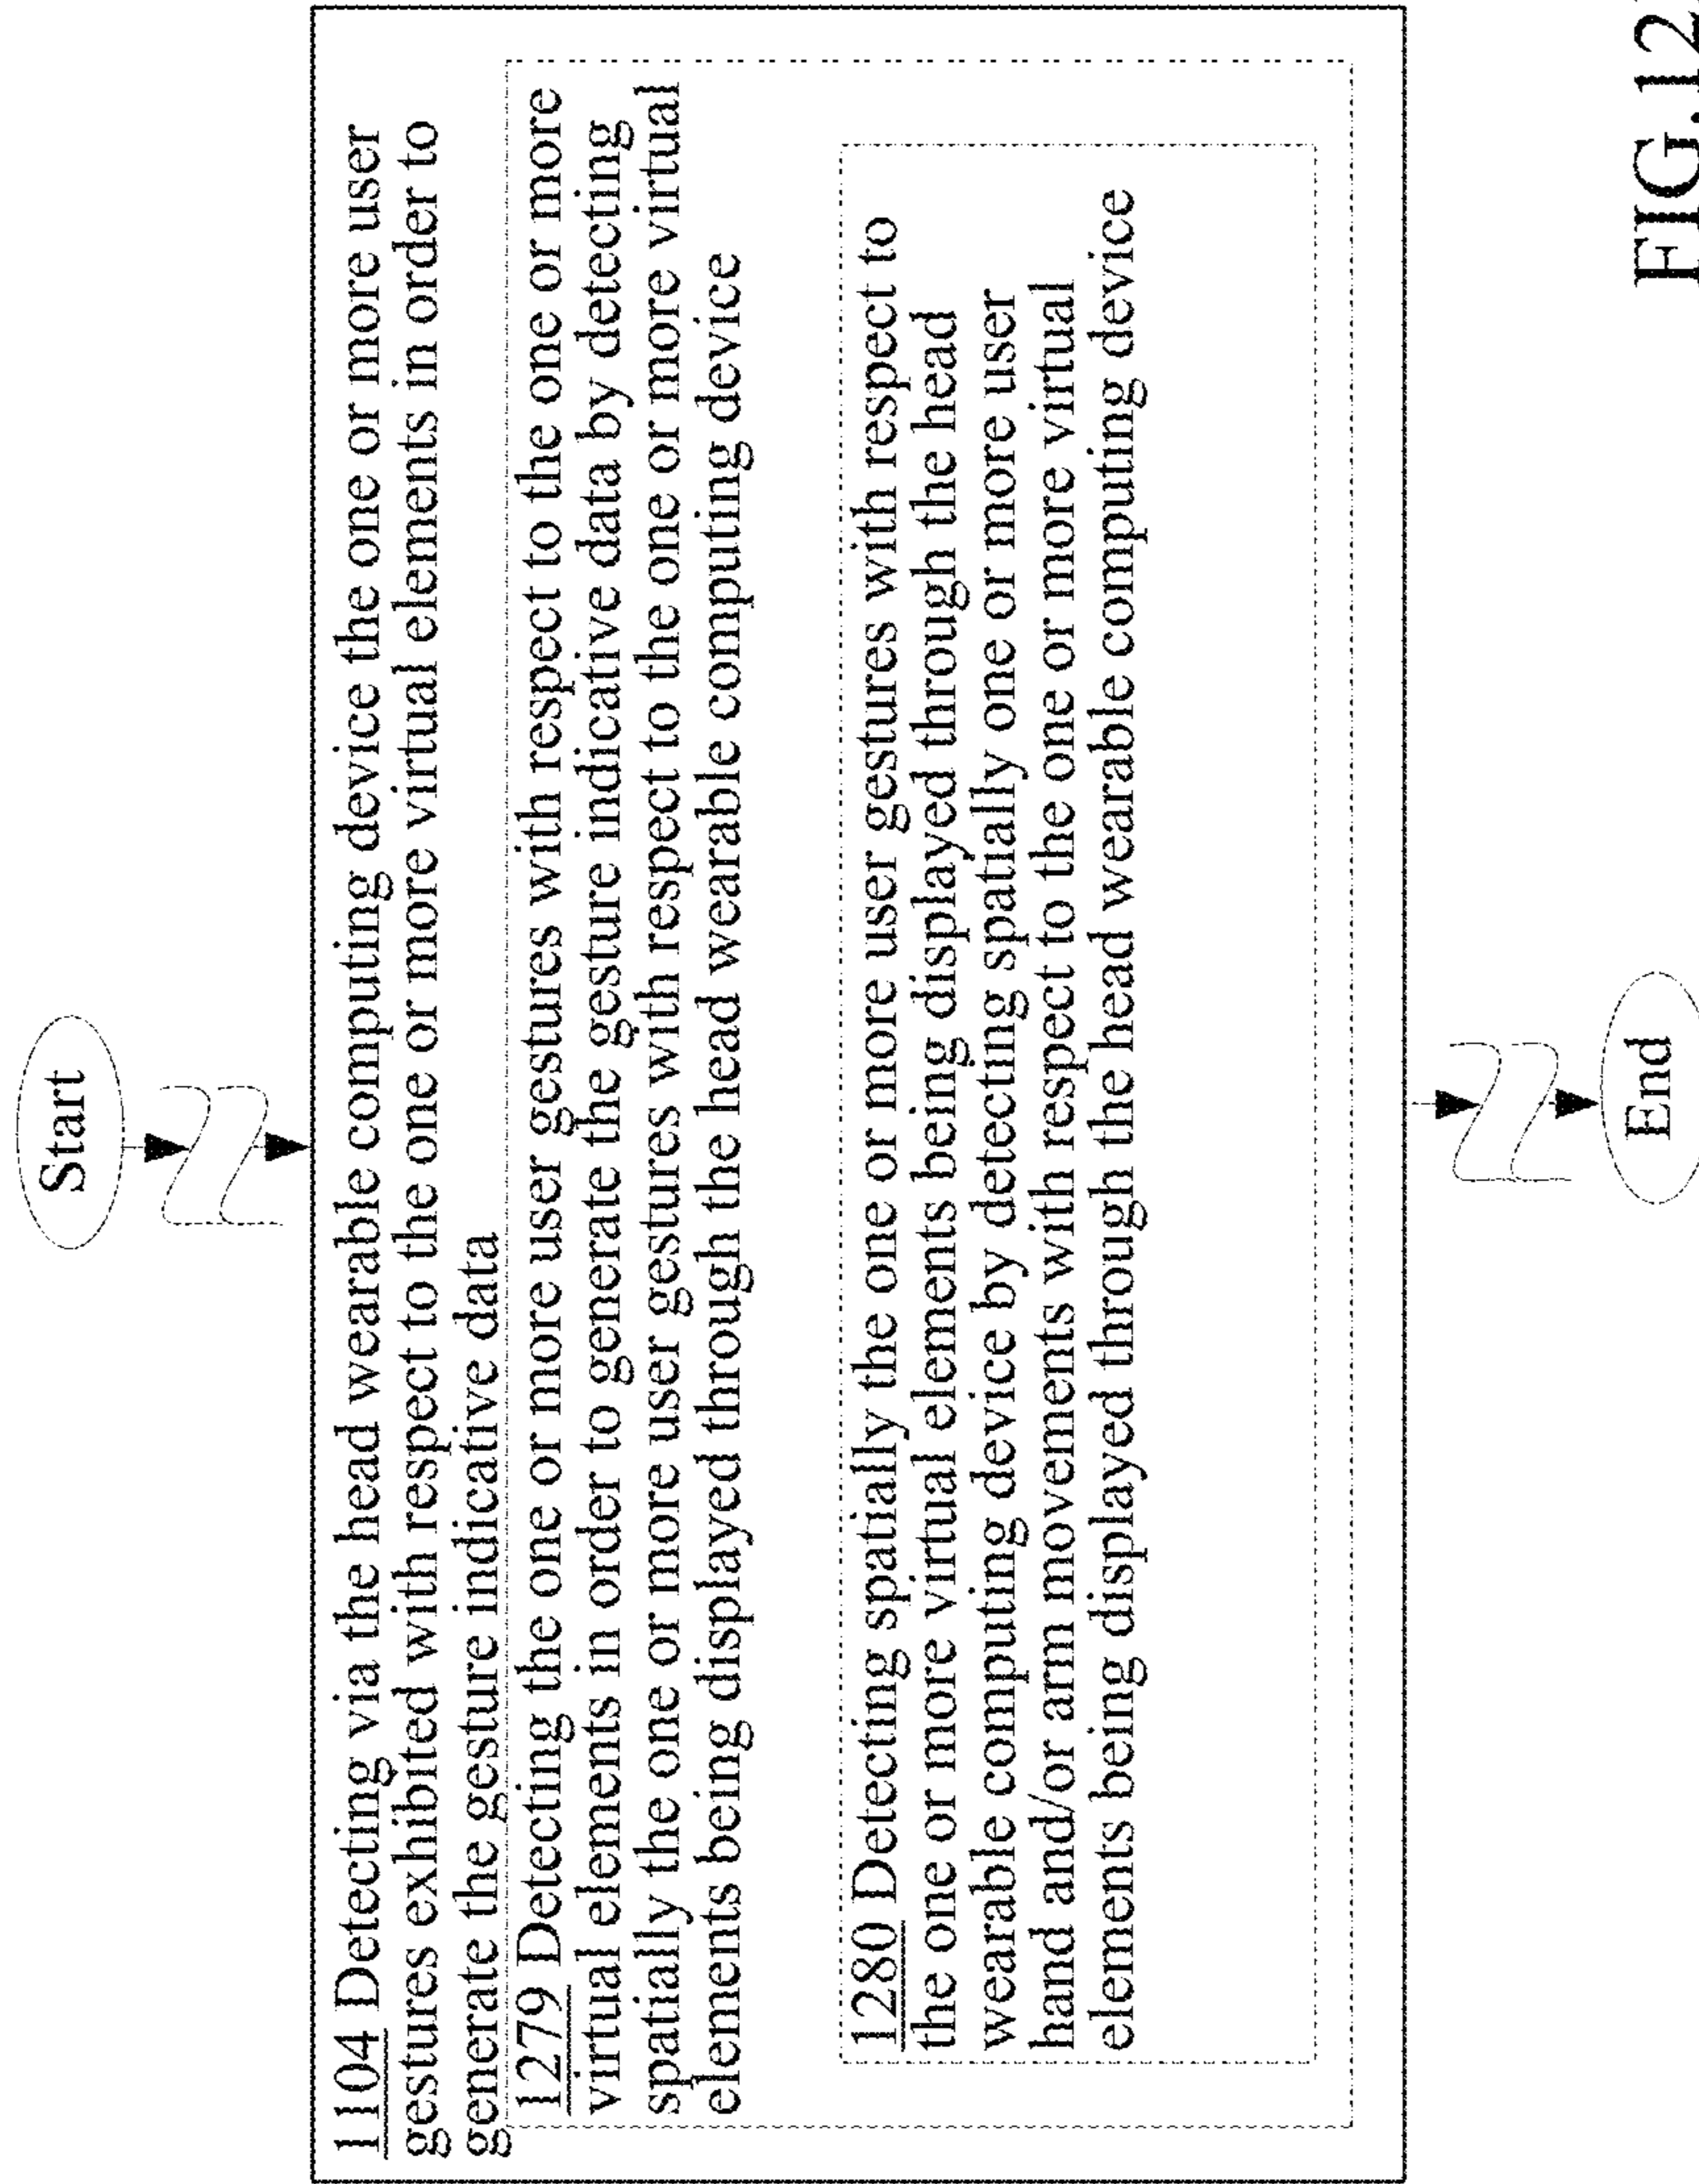 Start
1104 Detecting via the head wearable computing device the one or more user
gestures exhibited with respect to the one or more virtual elements in order to
generate the gesture indicative data
1279 Detecting the one or more user gestures with respect to the one or more
virtual elements in order to generate the gesture indicative data by detecting
spatially the one or more user gestures with respect to the one or more virtual
elements being displayed through the head wearable computing device
1280 Detecting spatially the one or more user gestures with respect to
the one or more virtual elements being displayed through the head
wearable computing device by detecting spatially one or more user
hand and/or arm movements with respect to the one or more virtual
elements being displayed through the head wearable computing device
End
FIG.12